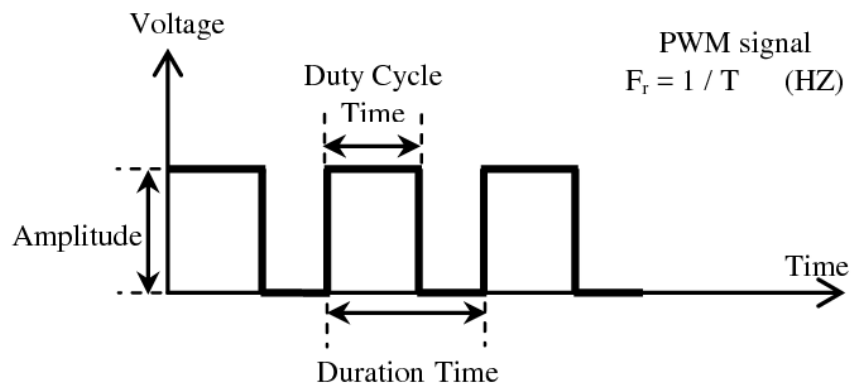 Voltage
PWM signal
Fr = 1 / T (HZ)
Duty Cycle
Time
Amplitude
Time
Duration Time